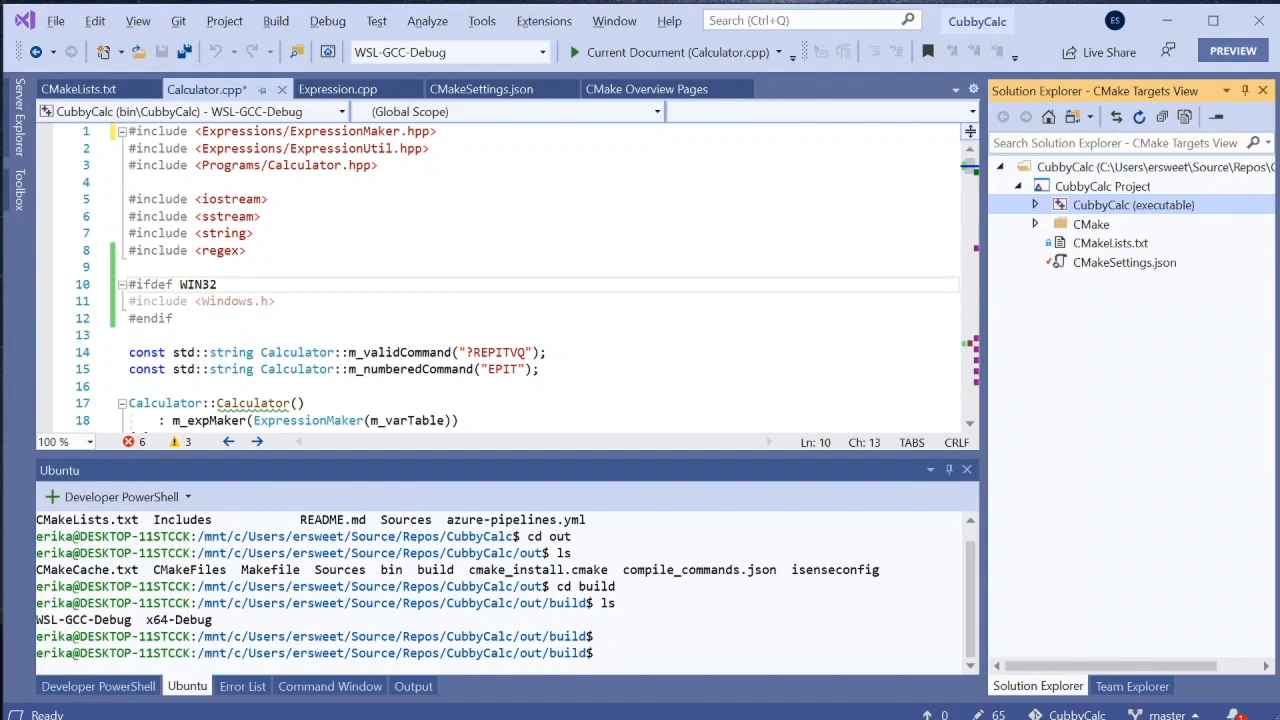 File Edit View Git Project Build Debug Test Analyze Tools Extensions Window Help Search (Ctrl+Q) CubbyCalc ES
WSL-GCC-Debug Current Document (Calculator.cpp) Live Share PREVIEW
Server Explorer
Toolbox
CMakeLists.txt Calculator.cpp* Expression.cpp CMakeSettings.json CMake Overview Pages
CubbyCalc (bin\CubbyCalc) - WSL-GCC-Debug (Global Scope)
1 #include <Expressions/ExpressionMaker.hpp>
2 #include <Expressions/ExpressionUtil.hpp>
3 #include <Programs/Calculator.hpp>
4
5 #include <iostream>
6 #include <sstream>
7 #include <string>
8 #include <regex>
9
10 #ifdef WIN32
11 #include <Windows.h>
12 #endif
13
14 const std::string Calculator::m_validCommand("?REPITVQ");
15 const std::string Calculator::m_numberedCommand("EPIT");
16
17 Calculator::Calculator()
18 : m_expMaker(ExpressionMaker(m_varTable))
100 % 6 3 Ln: 10 Ch: 13 TABS CRLF
Ubuntu
Developer PowerShell
CMakeLists.txt Includes README.md Sources azure-pipelines.yml
erika@DESKTOP-11STCCK:/mnt/c/Users/ersweet/Source/Repos/CubbyCalc$ cd out
erika@DESKTOP-11STCCK:/mnt/c/Users/ersweet/Source/Repos/CubbyCalc/out$ ls
CMakeCache.txt CMakeFiles Makefile Sources bin build cmake_install.cmake compile_commands.json isenseconfig
erika@DESKTOP-11STCCK:/mnt/c/Users/ersweet/Source/Repos/CubbyCalc/out$ cd build
erika@DESKTOP-11STCCK:/mnt/c/Users/ersweet/Source/Repos/CubbyCalc/out/build$ ls
WSL-GCC-Debug x64-Debug
erika@DESKTOP-11STCCK:/mnt/c/Users/ersweet/Source/Repos/CubbyCalc/out/build$
erika@DESKTOP-11STCCK:/mnt/c/Users/ersweet/Source/Repos/CubbyCalc/out/build$
Developer PowerShell Ubuntu Error List Command Window Output
Solution Explorer - CMake Targets View
Search Solution Explorer - CMake Targets View
CubbyCalc (C:\Users\ersweet\Source\Repos\C
CubbyCalc Project
CubbyCalc (executable)
CMake
CMakeLists.txt
CMakeSettings.json
Solution Explorer Team Explorer
Ready 0 65 CubbyCalc master